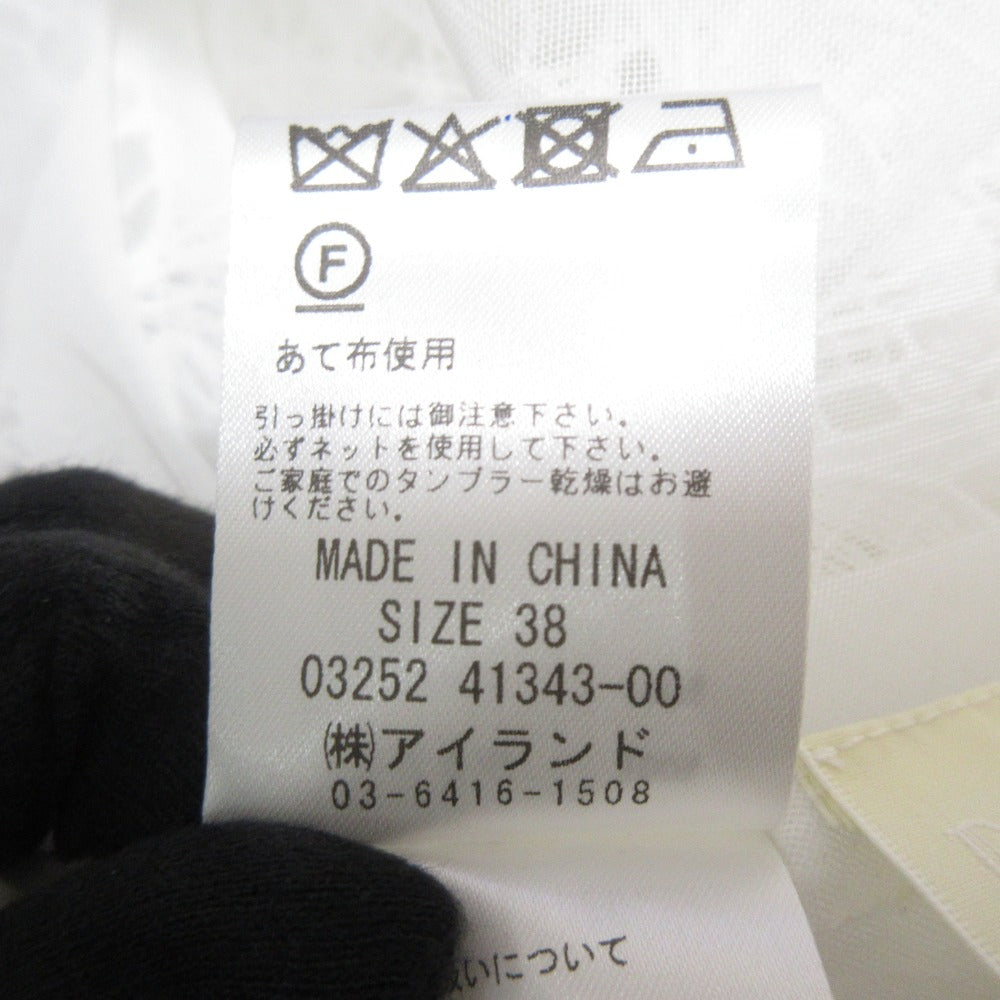 F
あて布使用
引っ掛けには御注意下さい。
必ずネットを使用して下さい。
ご家庭でのタンブラー乾燥はお避
けください。
MADE IN CHINA
SIZE 38
03252 41343-00
㈱アイランド
03-6416-1508
いについて